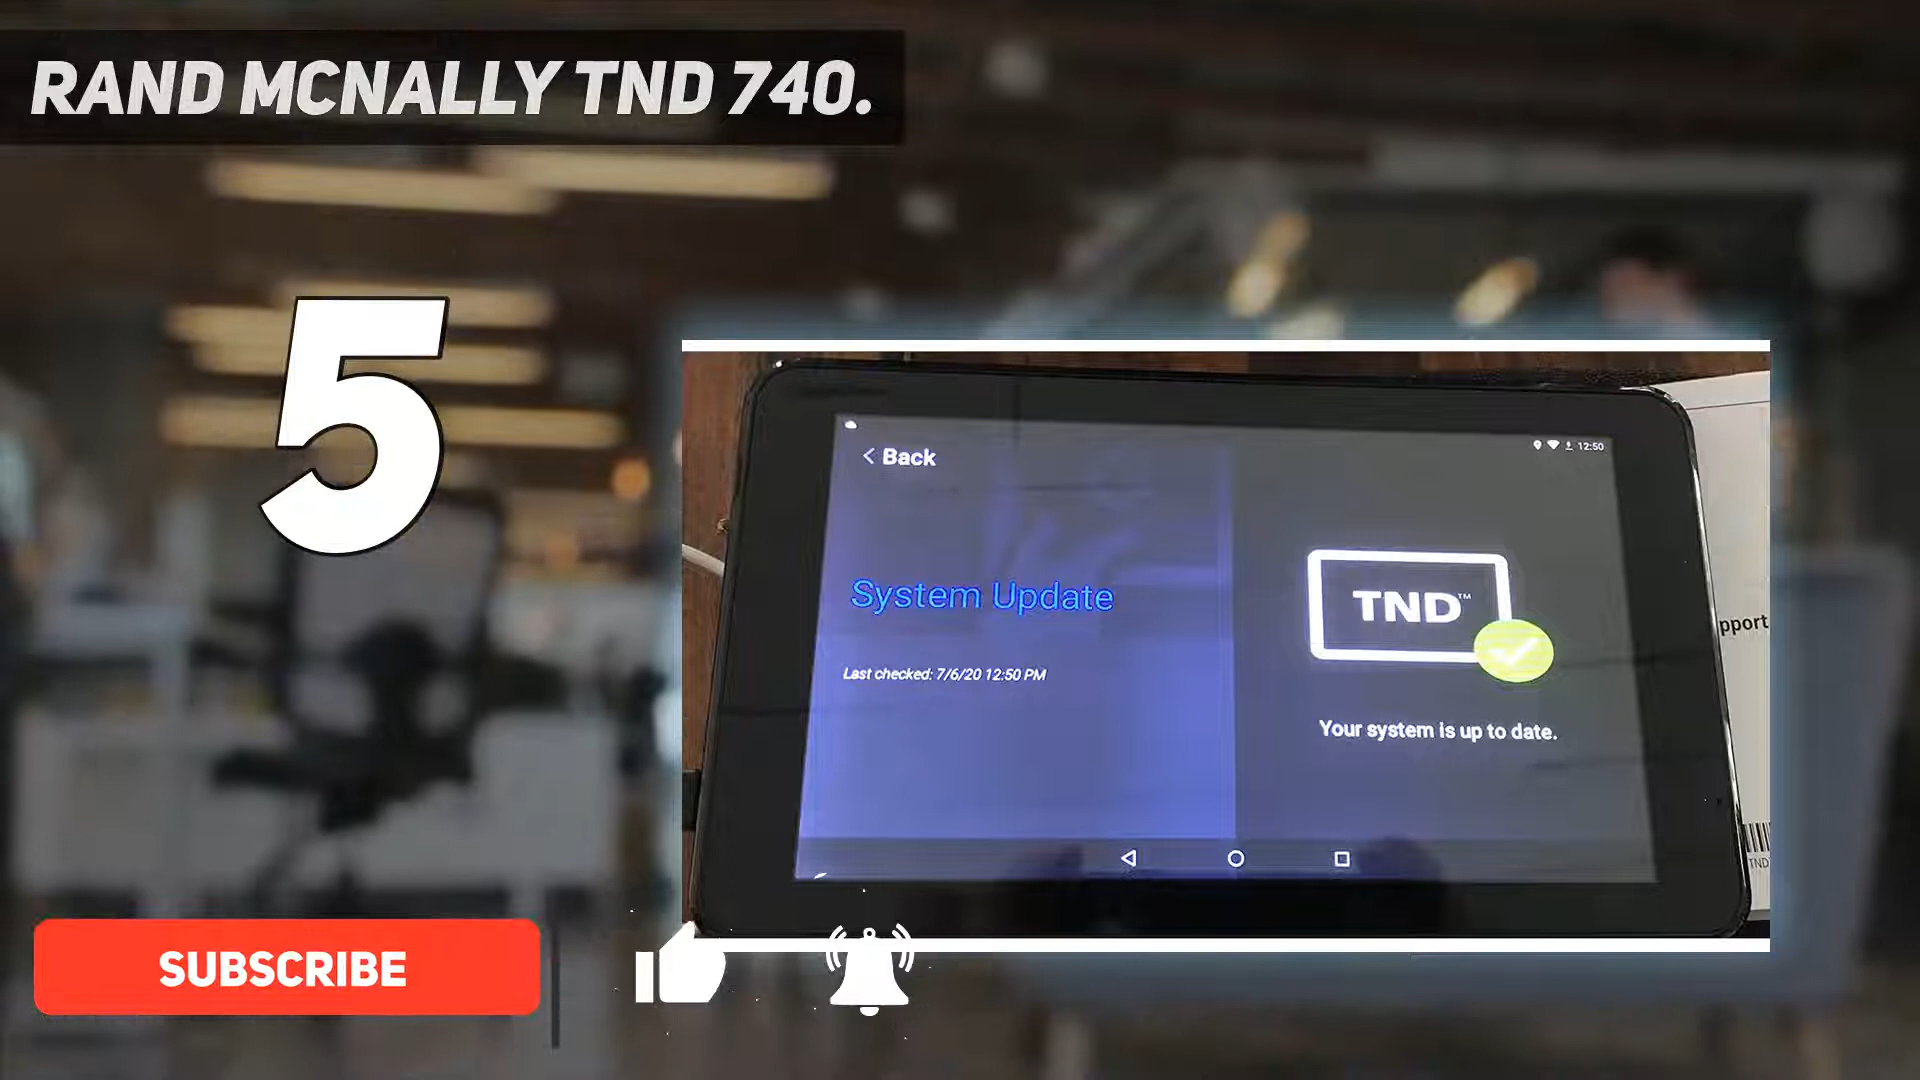 RAND MCNALLY TND 740.
5
< Back
12:50
System Update
TND™
Last checked: 7/6/20 12:50 PM
Your system is up to date.
pport
TND
SUBSCRIBE